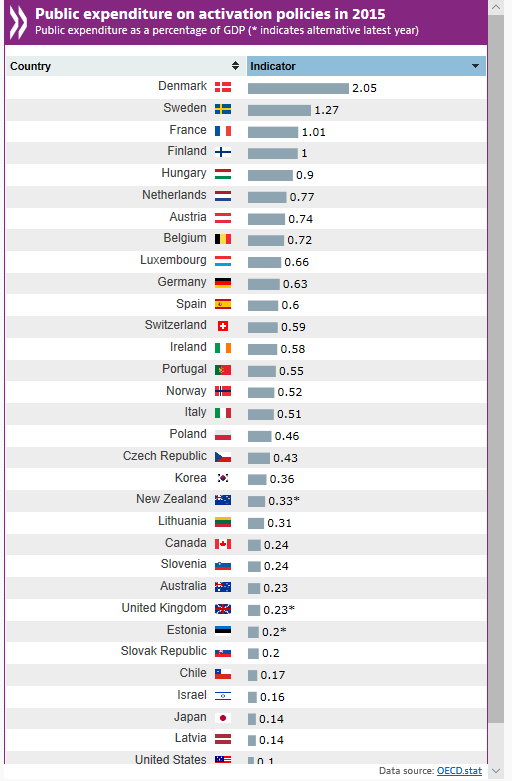 Public expenditure on activation policies in 2015
Public expenditure as a percentage of GDP (* indicates alternative latest year)
Country Indicator
Denmark 2.05
Sweden 1.27
France 1.01
Finland 1
Hungary 0.9
Netherlands 0.77
Austria 0.74
Belgium 0.72
Luxembourg 0.66
Germany 0.63
Spain 0.6
Switzerland 0.59
Ireland 0.58
Portugal 0.55
Norway 0.52
Italy 0.51
Poland 0.46
Czech Republic 0.43
Korea 0.36
New Zealand 0.33*
Lithuania 0.31
Canada 0.24
Slovenia 0.24
Australia 0.23
United Kingdom 0.23*
Estonia 0.2*
Slovak Republic 0.2
Chile 0.17
Israel 0.16
Japan 0.14
Latvia 0.14
United States 0.1
Data source: OECD.stat